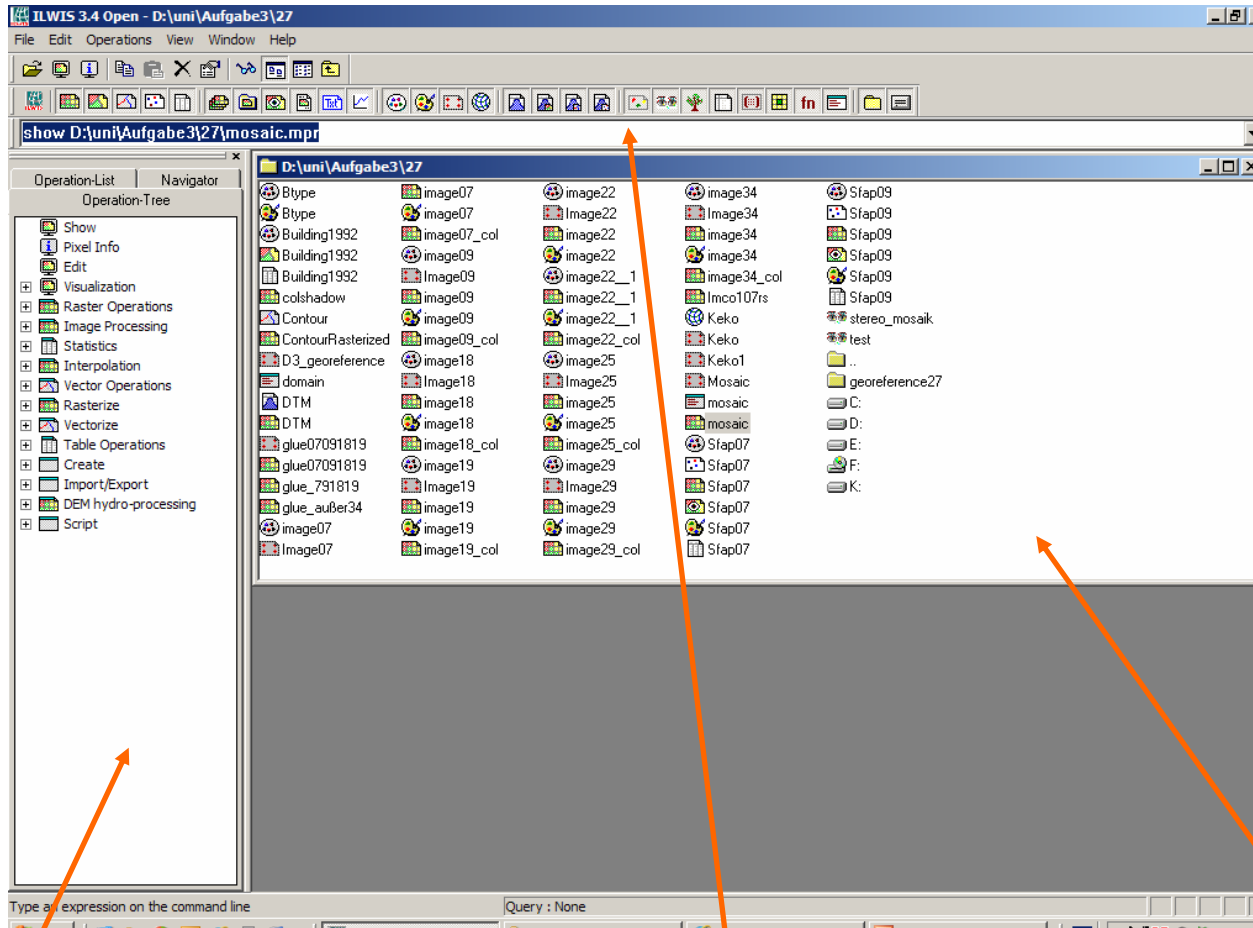 ILWIS 3.4 Open - D:\uni\Aufgabe3\27
File Edit Operations View Window Help
Txt fn
show D:\uni\Aufgabe3\27\mosaic.mpr
Operation-List Navigator
Operation-Tree
Show
Pixel Info
Edit
Visualization
Raster Operations
Image Processing
Statistics
Interpolation
Vector Operations
Rasterize
Vectorize
Table Operations
Create
Import/Export
DEM hydro-processing
Script
D:\uni\Aufgabe3\27
Btype image07 image22 image34 Sfap09
Btype image07 Image22 Image34 Sfap09
Building1992 image07_col image22 image34 Sfap09
Building1992 image09 image22 image34 Sfap09
Building1992 Image09 image22__1 image34_col Sfap09
colshadow image09 image22__1 Imco107rs Sfap09
Contour image09 image22__1 Keko stereo_mosaik
ContourRasterized image09_col image22_col Keko test
D3_georeference image18 image25 Keko1 ..
domain Image18 Image25 Mosaic georeference27
DTM image18 image25 mosaic C:
DTM image18 image25 mosaic D:
glue07091819 image18_col image25_col Sfap07 E:
glue07091819 image19 image29 Sfap07 F:
glue_791819 Image19 Image29 Sfap07 K:
glue_außer34 image19 image29 Sfap07
image07 image19 image29 Sfap07
Image07 image19_col image29_col Sfap07
Type an expression on the command line Query : None